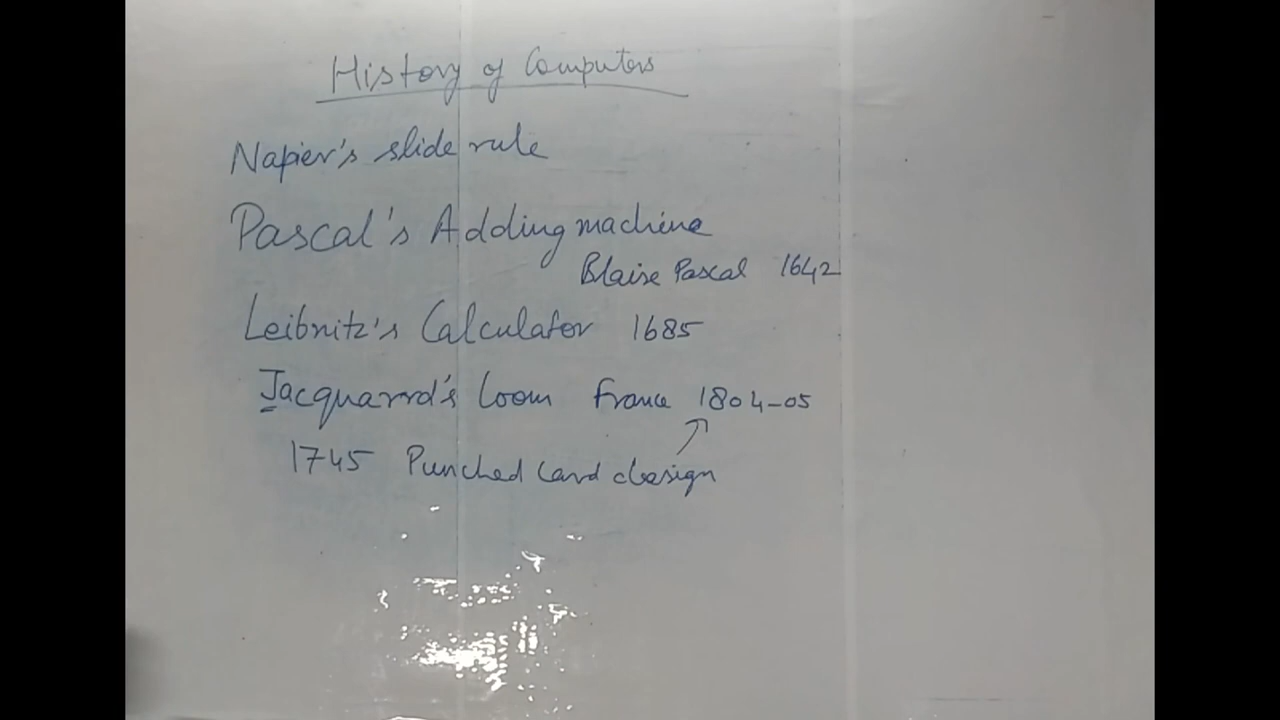 History of Computers
Napier's slide rule
Pascal's Adding machine
Blaise Pascal 1642
Leibnitz's Calculator 1685
Jacquard's loom France 1804-05
1745 Punched Card design